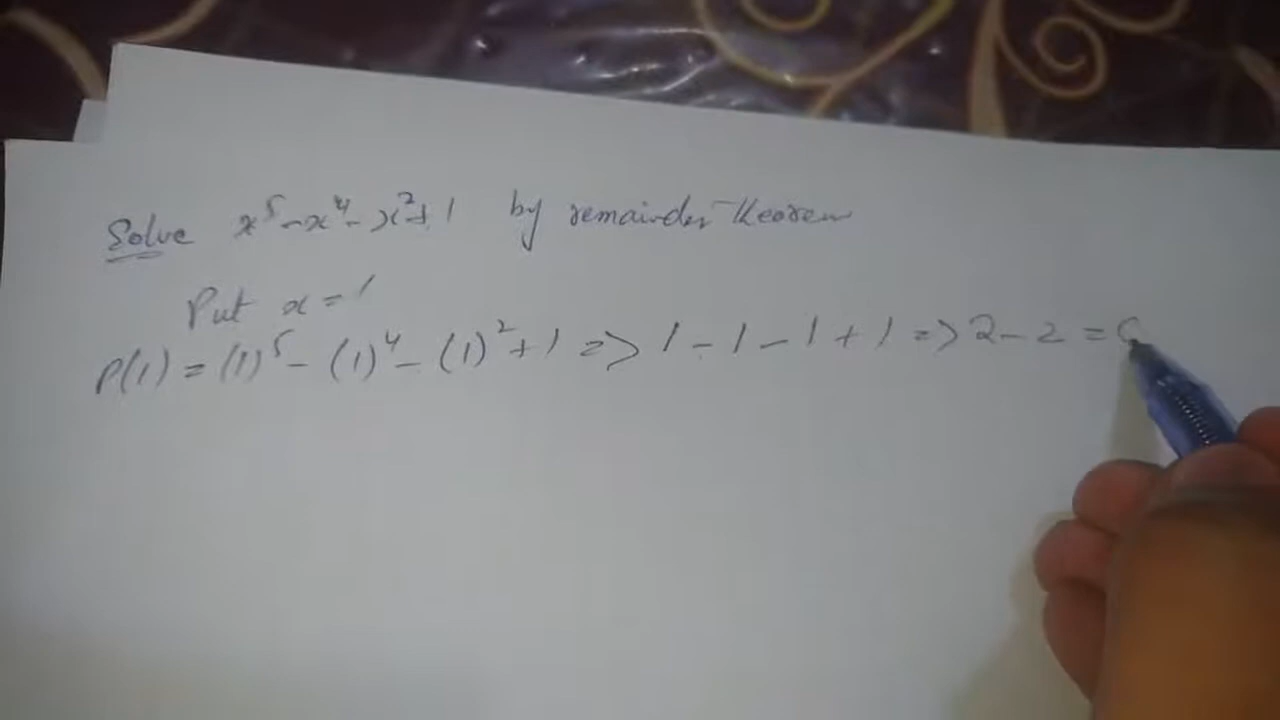 Solve x⁵-x⁴-x²+1 by remainder theorem
Put x = 1
P(1) = (1)⁵ - (1)⁴ - (1)² + 1 => 1 - 1 - 1 + 1 => 2 - 2 = 0